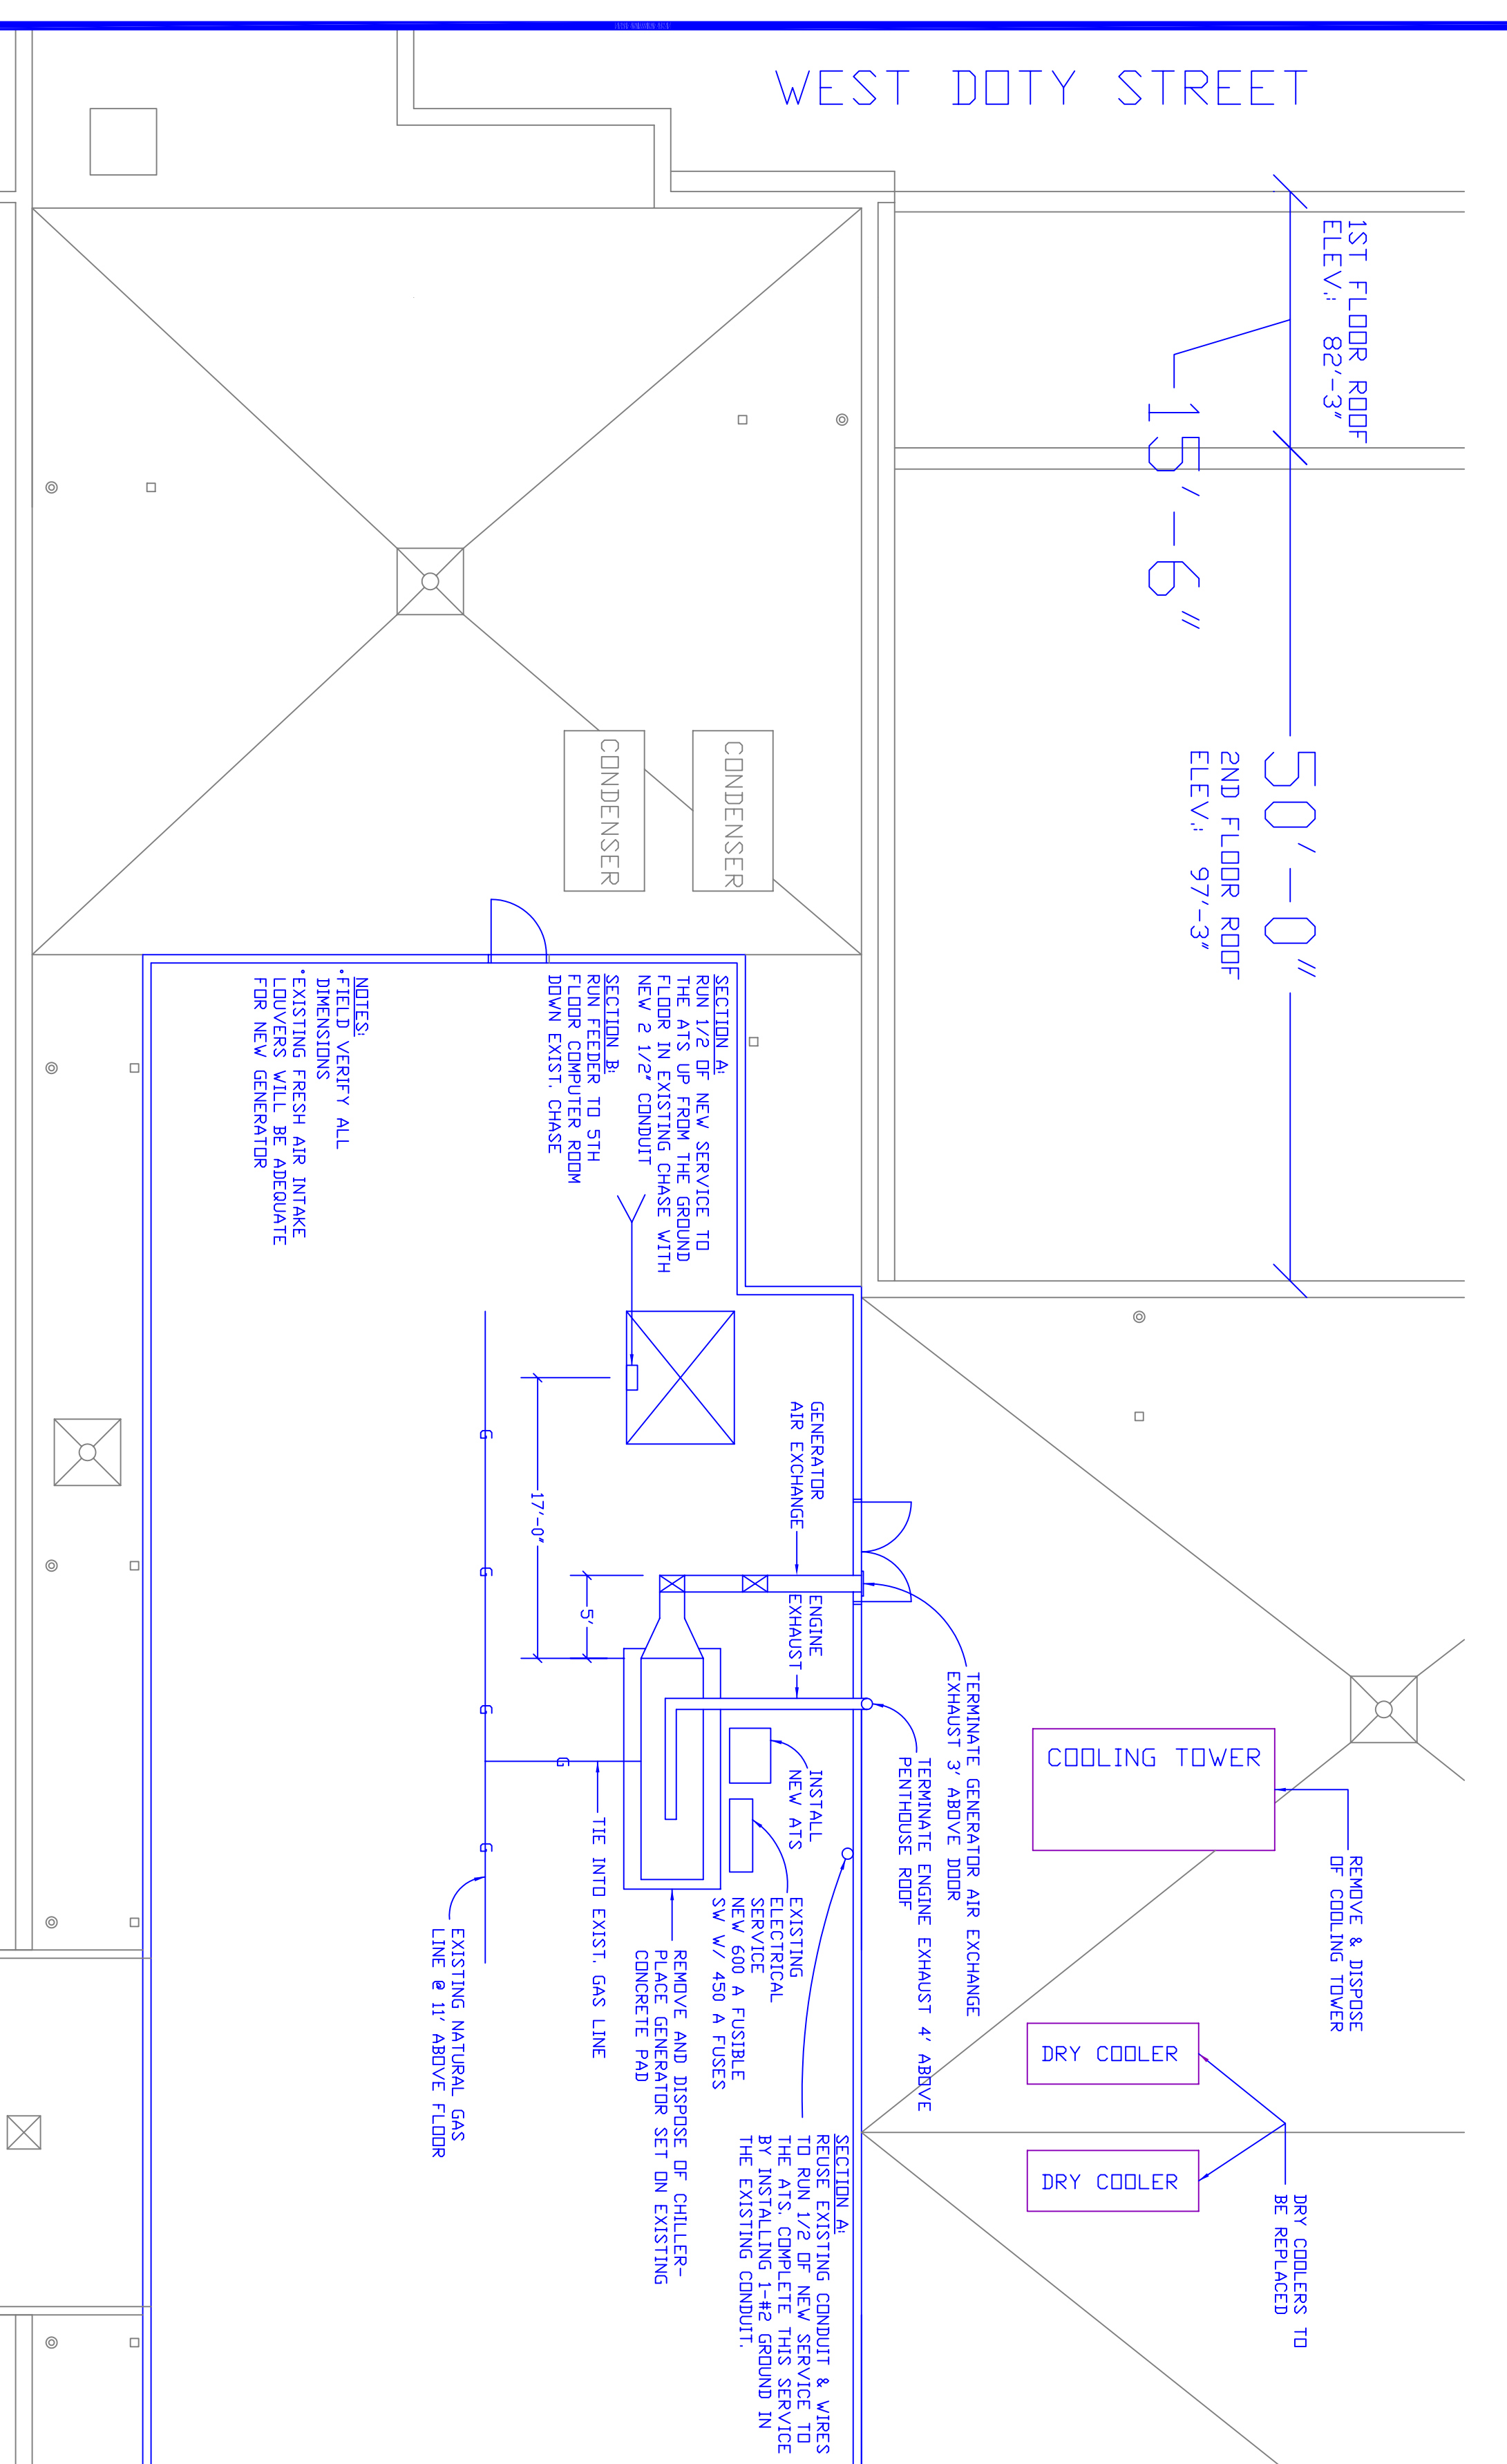 WEST DOTY STREET
1ST FLOOR ROOF
ELEV.: 82'-3"
15'-6"
50'-0"
2ND FLOOR ROOF
ELEV.: 97'-3"
CONDENSER
CONDENSER
SECTION A:
RUN 1/2 OF NEW SERVICE TO
THE ATS UP FROM THE GROUND
FLOOR IN EXISTING CHASE WITH
NEW 2 1/2" CONDUIT
SECTION B:
RUN FEEDER TO 5TH
FLOOR COMPUTER ROOM
DOWN EXIST. CHASE
NOTES:
•FIELD VERIFY ALL
DIMENSIONS
•EXISTING FRESH AIR INTAKE
LOUVERS WILL BE ADEQUATE
FOR NEW GENERATOR
GENERATOR
AIR EXCHANGE
17'-0"
5'
ENGINE
EXHAUST
G
G
G
G
G
TERMINATE GENERATOR AIR EXCHANGE
EXHAUST 3' ABOVE DOOR
TERMINATE ENGINE EXHAUST 4' ABOVE
PENTHOUSE ROOF
INSTALL
NEW ATS
COOLING TOWER
REMOVE & DISPOSE
OF COOLING TOWER
TIE INTO EXIST. GAS LINE
EXISTING
ELECTRICAL
SERVICE
NEW 600 A FUSIBLE
SW W/ 450 A FUSES
REMOVE AND DISPOSE OF CHILLER-
PLACE GENERATOR SET ON EXISTING
CONCRETE PAD
EXISTING NATURAL GAS
LINE @ 11' ABOVE FLOOR
DRY COOLER
DRY COOLER
DRY COOLERS TO
BE REPLACED
SECTION A:
REUSE EXISTING CONDUIT & WIRES
TO RUN 1/2 OF NEW SERVICE TO
THE ATS. COMPLETE THIS SERVICE
BY INSTALLING 1-#2 GROUND IN
THE EXISTING CONDUIT.